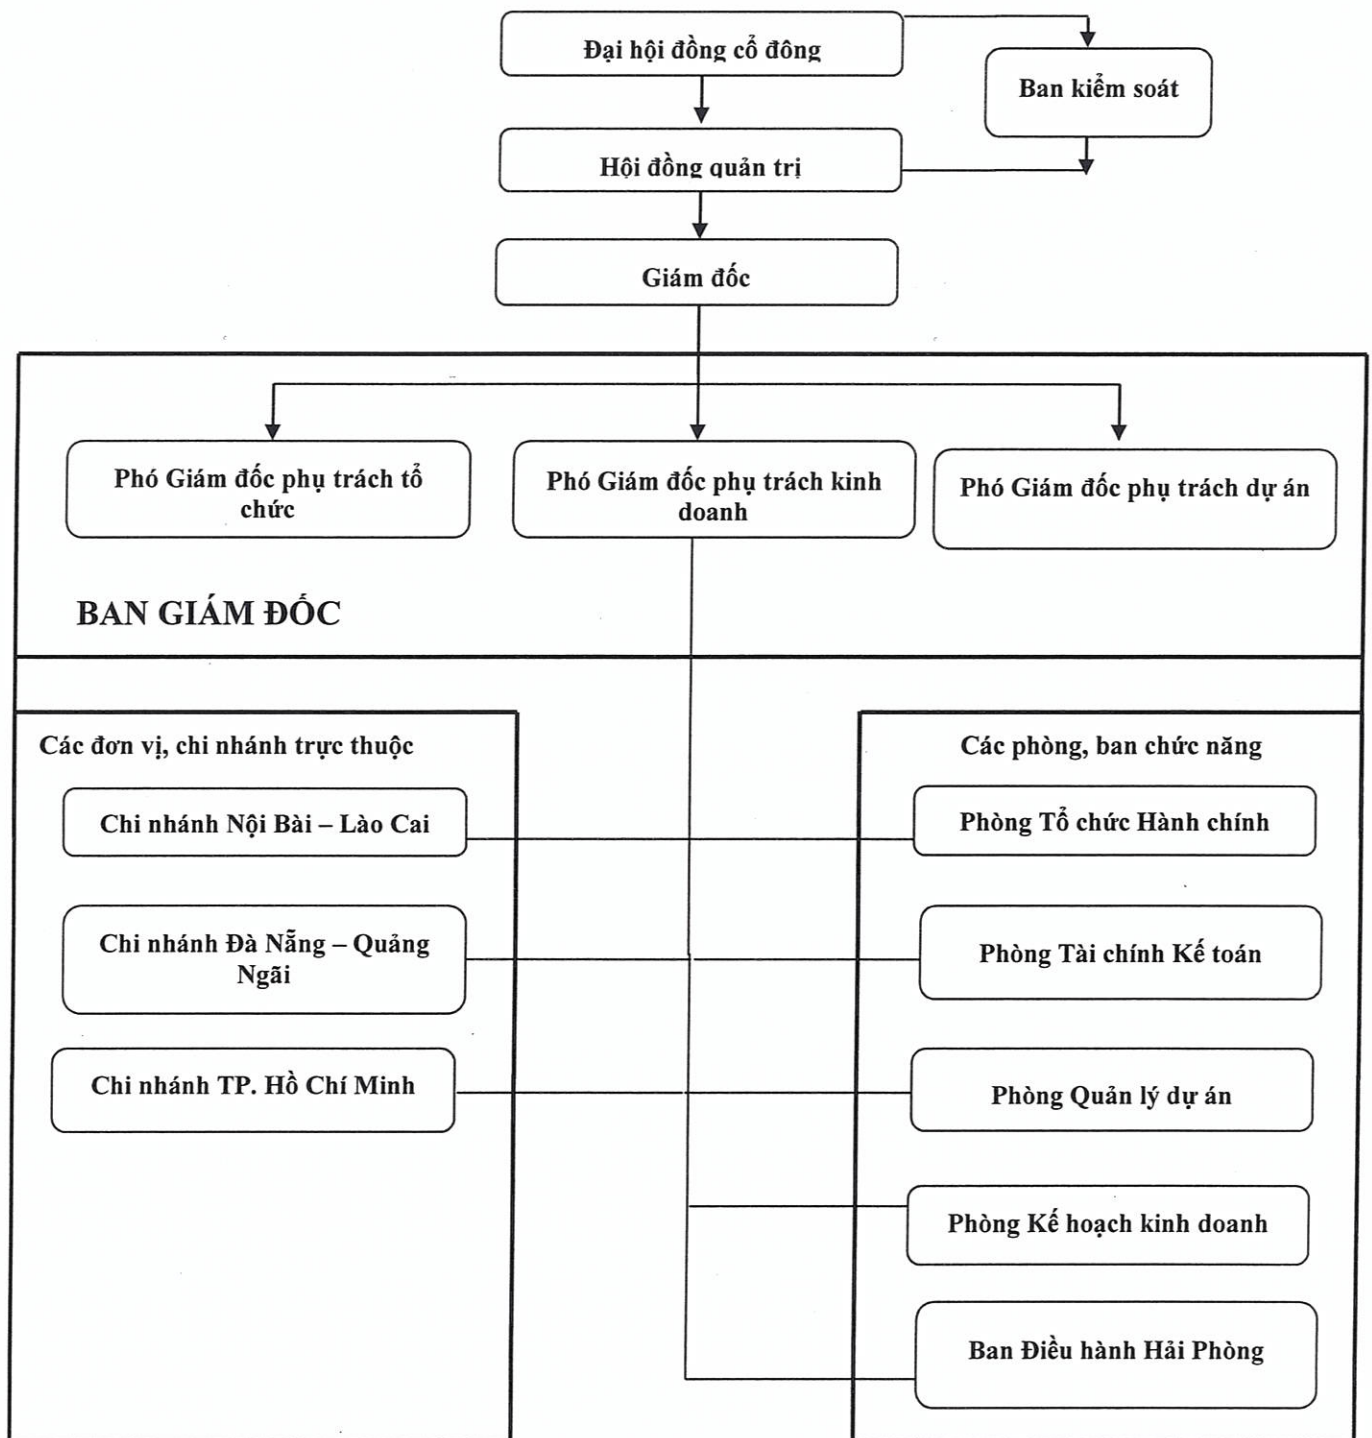 Đại hội đồng cổ đông
Ban kiểm soát
Hội đồng quản trị
Giám đốc
Phó Giám đốc phụ trách tổ
chức
Phó Giám đốc phụ trách kinh
doanh
Phó Giám đốc phụ trách dự án
BAN GIÁM ĐỐC
Các đơn vị, chi nhánh trực thuộc
Chi nhánh Nội Bài – Lào Cai
Chi nhánh Đà Nẵng – Quảng
Ngãi
Chi nhánh TP. Hồ Chí Minh
Các phòng, ban chức năng
Phòng Tổ chức Hành chính
Phòng Tài chính Kế toán
Phòng Quản lý dự án
Phòng Kế hoạch kinh doanh
Ban Điều hành Hải Phòng